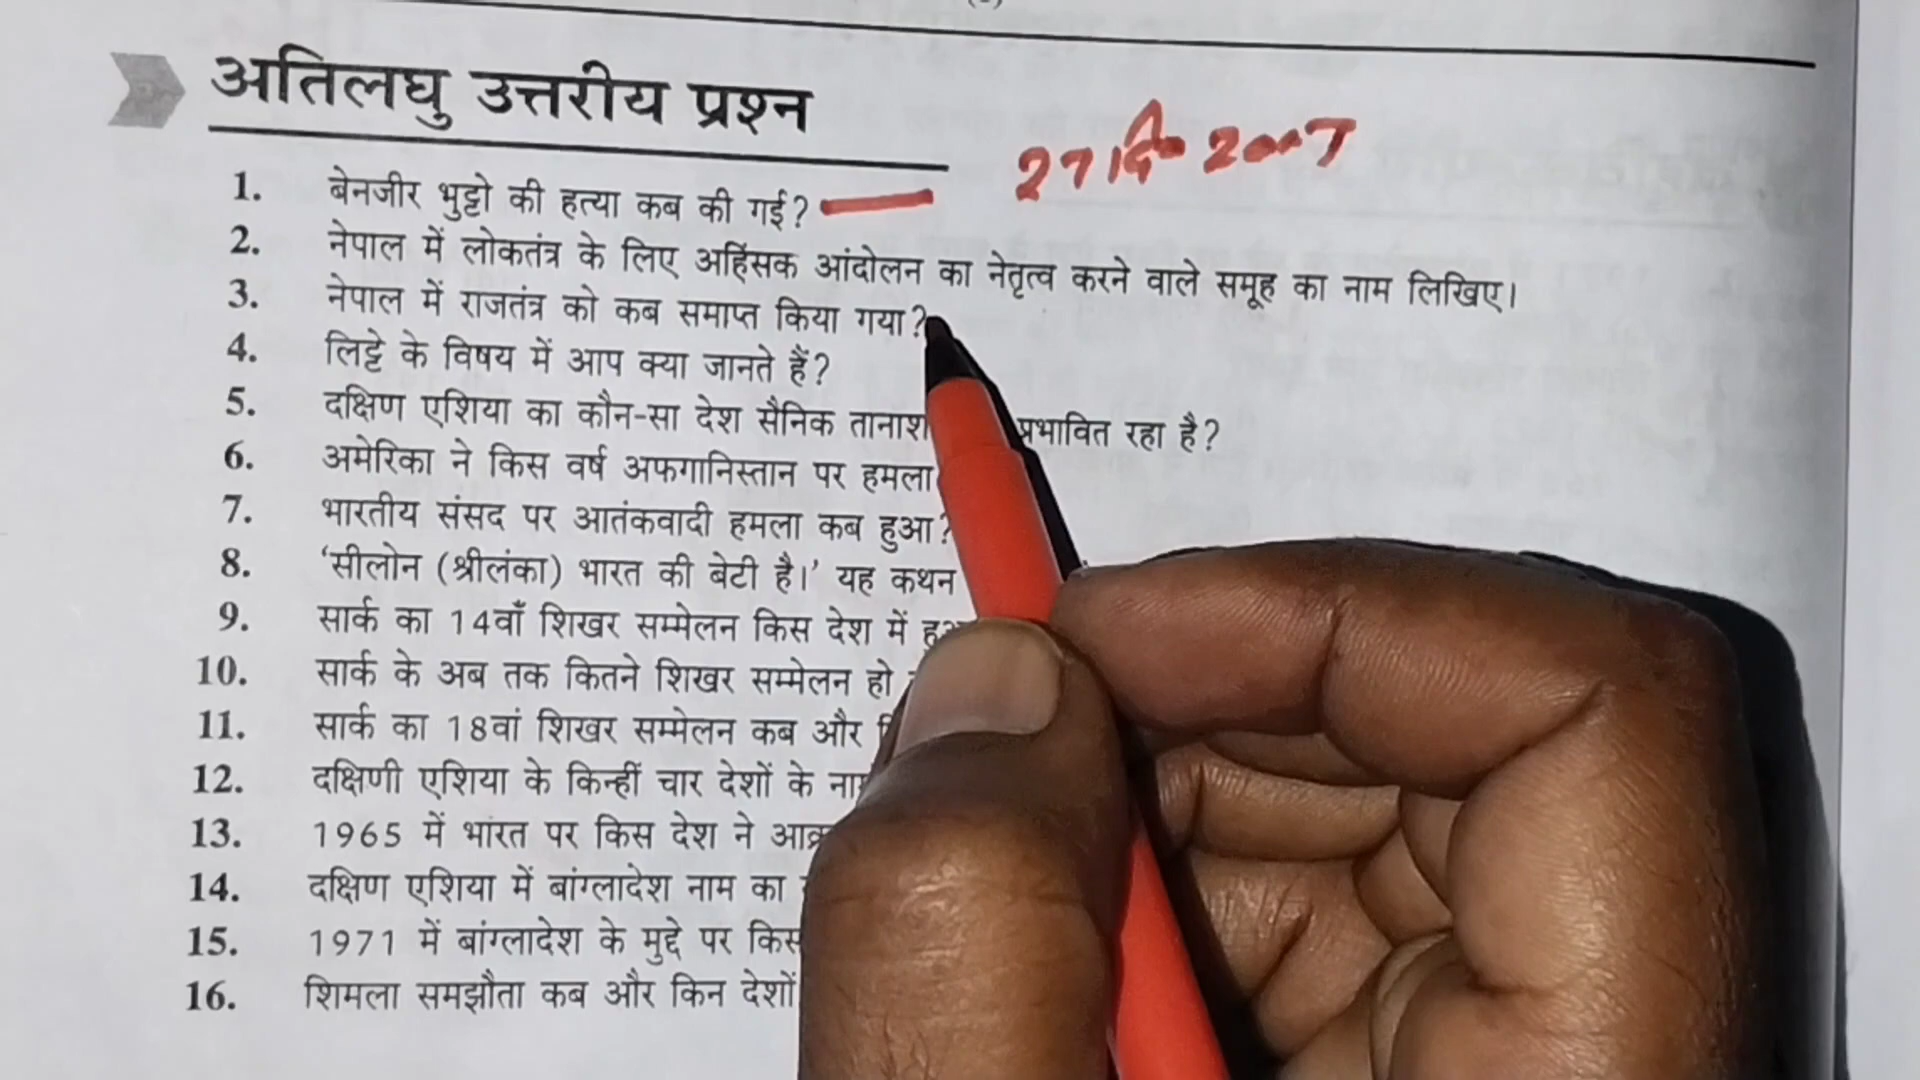 अतिलघु उत्तरीय प्रश्न
1. बेनजीर भुट्टो की हत्या कब की गई? 27 2007
2. नेपाल में लोकतंत्र के लिए अहिंसक आंदोलन का नेतृत्व करने वाले समूह का नाम लिखिए।
3. नेपाल में राजतंत्र को कब समाप्त किया गया?
4. लिट्टे के विषय में आप क्या जानते हैं?
5. दक्षिण एशिया का कौन-सा देश सैनिक प्रभावित रहा है?
6. अमेरिका ने किस वर्ष अफगानिस्तान पर हमला
7. भारतीय संसद पर आतंकवादी हमला कब हुआ?
8. ‘सीलोन (श्रीलंका) भारत की बेटी है।’ यह कथन
9. सार्क का 14वाँ शिखर सम्मेलन किस देश में
10. सार्क के अब तक कितने शिखर सम्मेलन हो
11. सार्क का 18वां शिखर सम्मेलन कब और
12. दक्षिणी एशिया के किन्हीं चार देशों के
13. 1965 में भारत पर किस देश ने
14. दक्षिण एशिया में बांग्लादेश नाम का
15. 1971 में बांग्लादेश के मुद्दे पर किस
16. शिमला समझौता कब और किन देशों